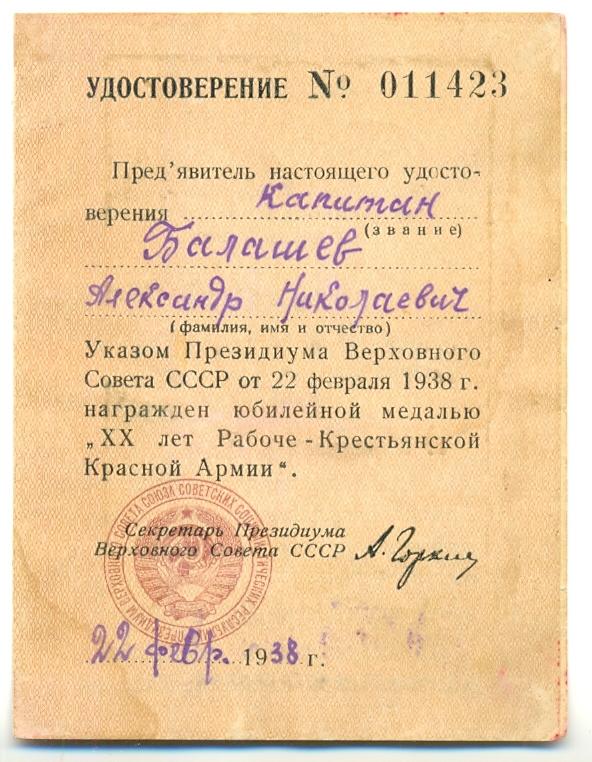 УДОСТОВЕРЕНИЕ № 011423
Пред'явитель настоящего удосто-
верения Капитан
(звание)
Балашев
Александр Николаевич
(фамилия, имя и отчество)
Указом Президиума Верховного
Совета СССР от 22 февраля 1938 г.
награжден юбилейной медалью
„XX лет Рабоче-Крестьянской
Красной Армии“.
Секретарь Президиума
Верховного Совета СССР А. Горкин
22 февр. 1938 г.